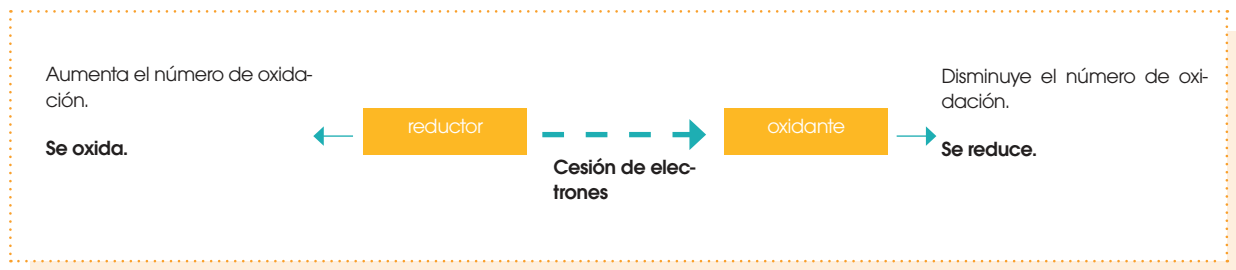 Aumenta el número de oxida-
ción.
Se oxida.
reductor
Cesión de elec-
trones
oxidante
Disminuye el número de oxi-
dación.
Se reduce.